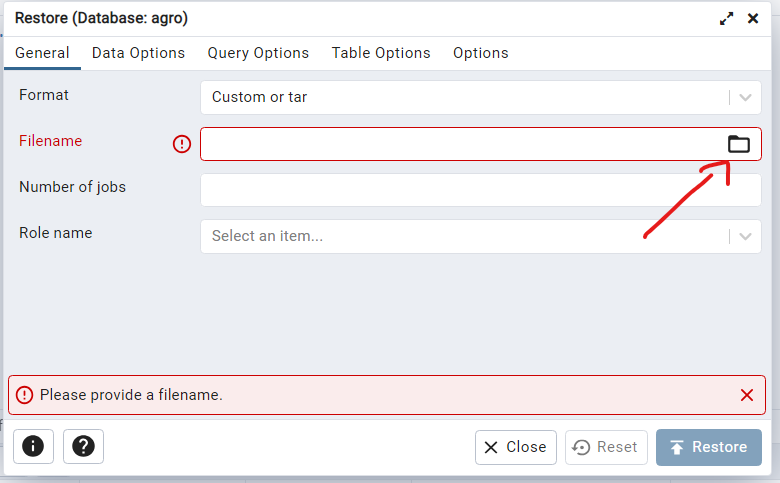 Restore (Database: agro)
General Data Options Query Options Table Options Options
Format Custom or tar
Filename
Number of jobs
Role name Select an item...
Please provide a filename.
Close Reset Restore